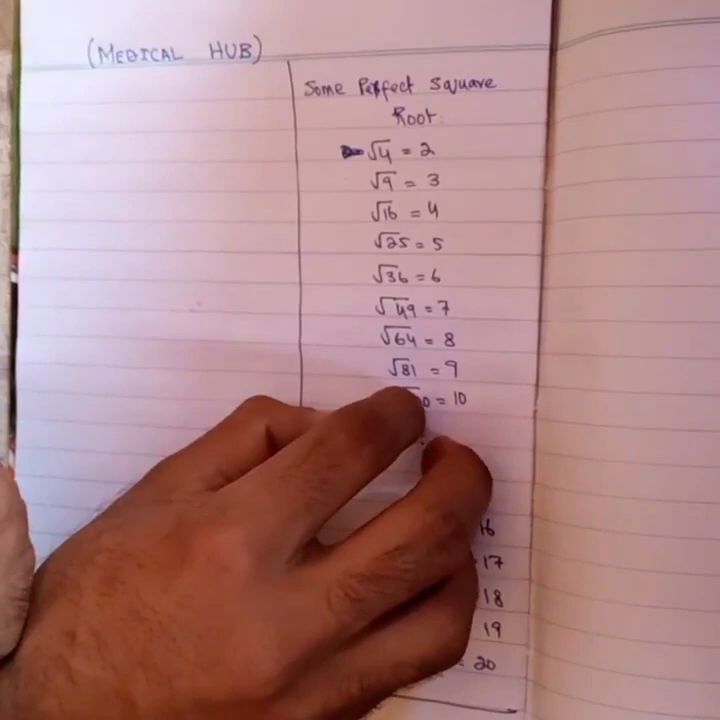 (MEDICAL HUB)
Some Perfect Square
Root
√4 = 2
√9 = 3
√16 = 4
√25 = 5
√36 = 6
√49 = 7
√64 = 8
√81 = 9
0 = 10
16
17
18
19
= 20